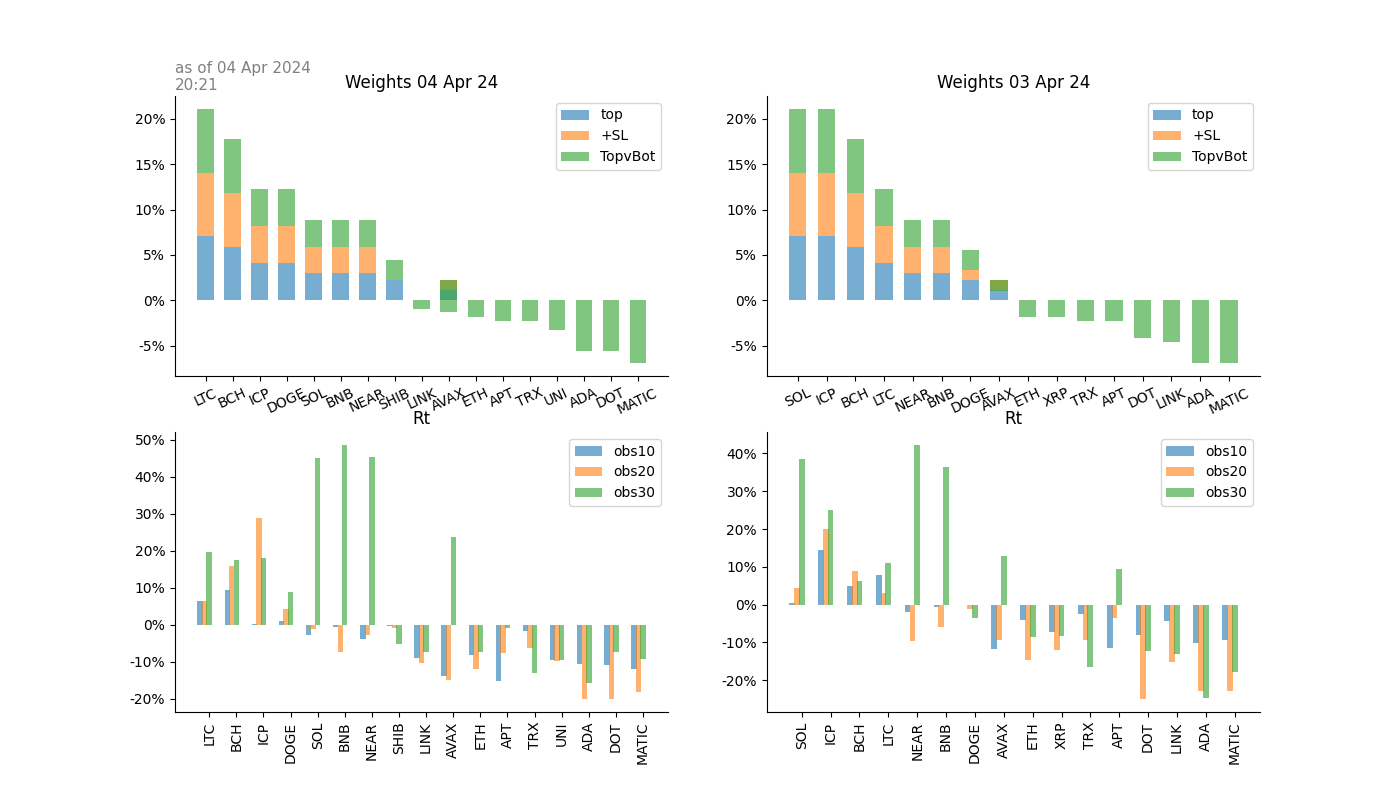 as of 04 Apr 2024
20:21
Weights 04 Apr 24
20%
15%
10%
5%
0%
-5%
top
+SL
TopvBot
LTC BCH ICP DOGE SOL BNB NEAR SHIB LINK AVAX ETH APT TRX UNI ADA DOT MATIC
Weights 03 Apr 24
20%
15%
10%
5%
0%
-5%
top
+SL
TopvBot
SOL ICP BCH LTC NEAR BNB DOGE AVAX ETH XRP TRX APT DOT LINK ADA MATIC
Rt
50%
40%
30%
20%
10%
0%
-10%
-20%
obs10
obs20
obs30
LTC BCH ICP DOGE SOL BNB NEAR SHIB LINK AVAX ETH APT TRX UNI ADA DOT MATIC
Rt
40%
30%
20%
10%
0%
-10%
-20%
obs10
obs20
obs30
SOL ICP BCH LTC NEAR BNB DOGE AVAX ETH XRP TRX APT DOT LINK ADA MATIC